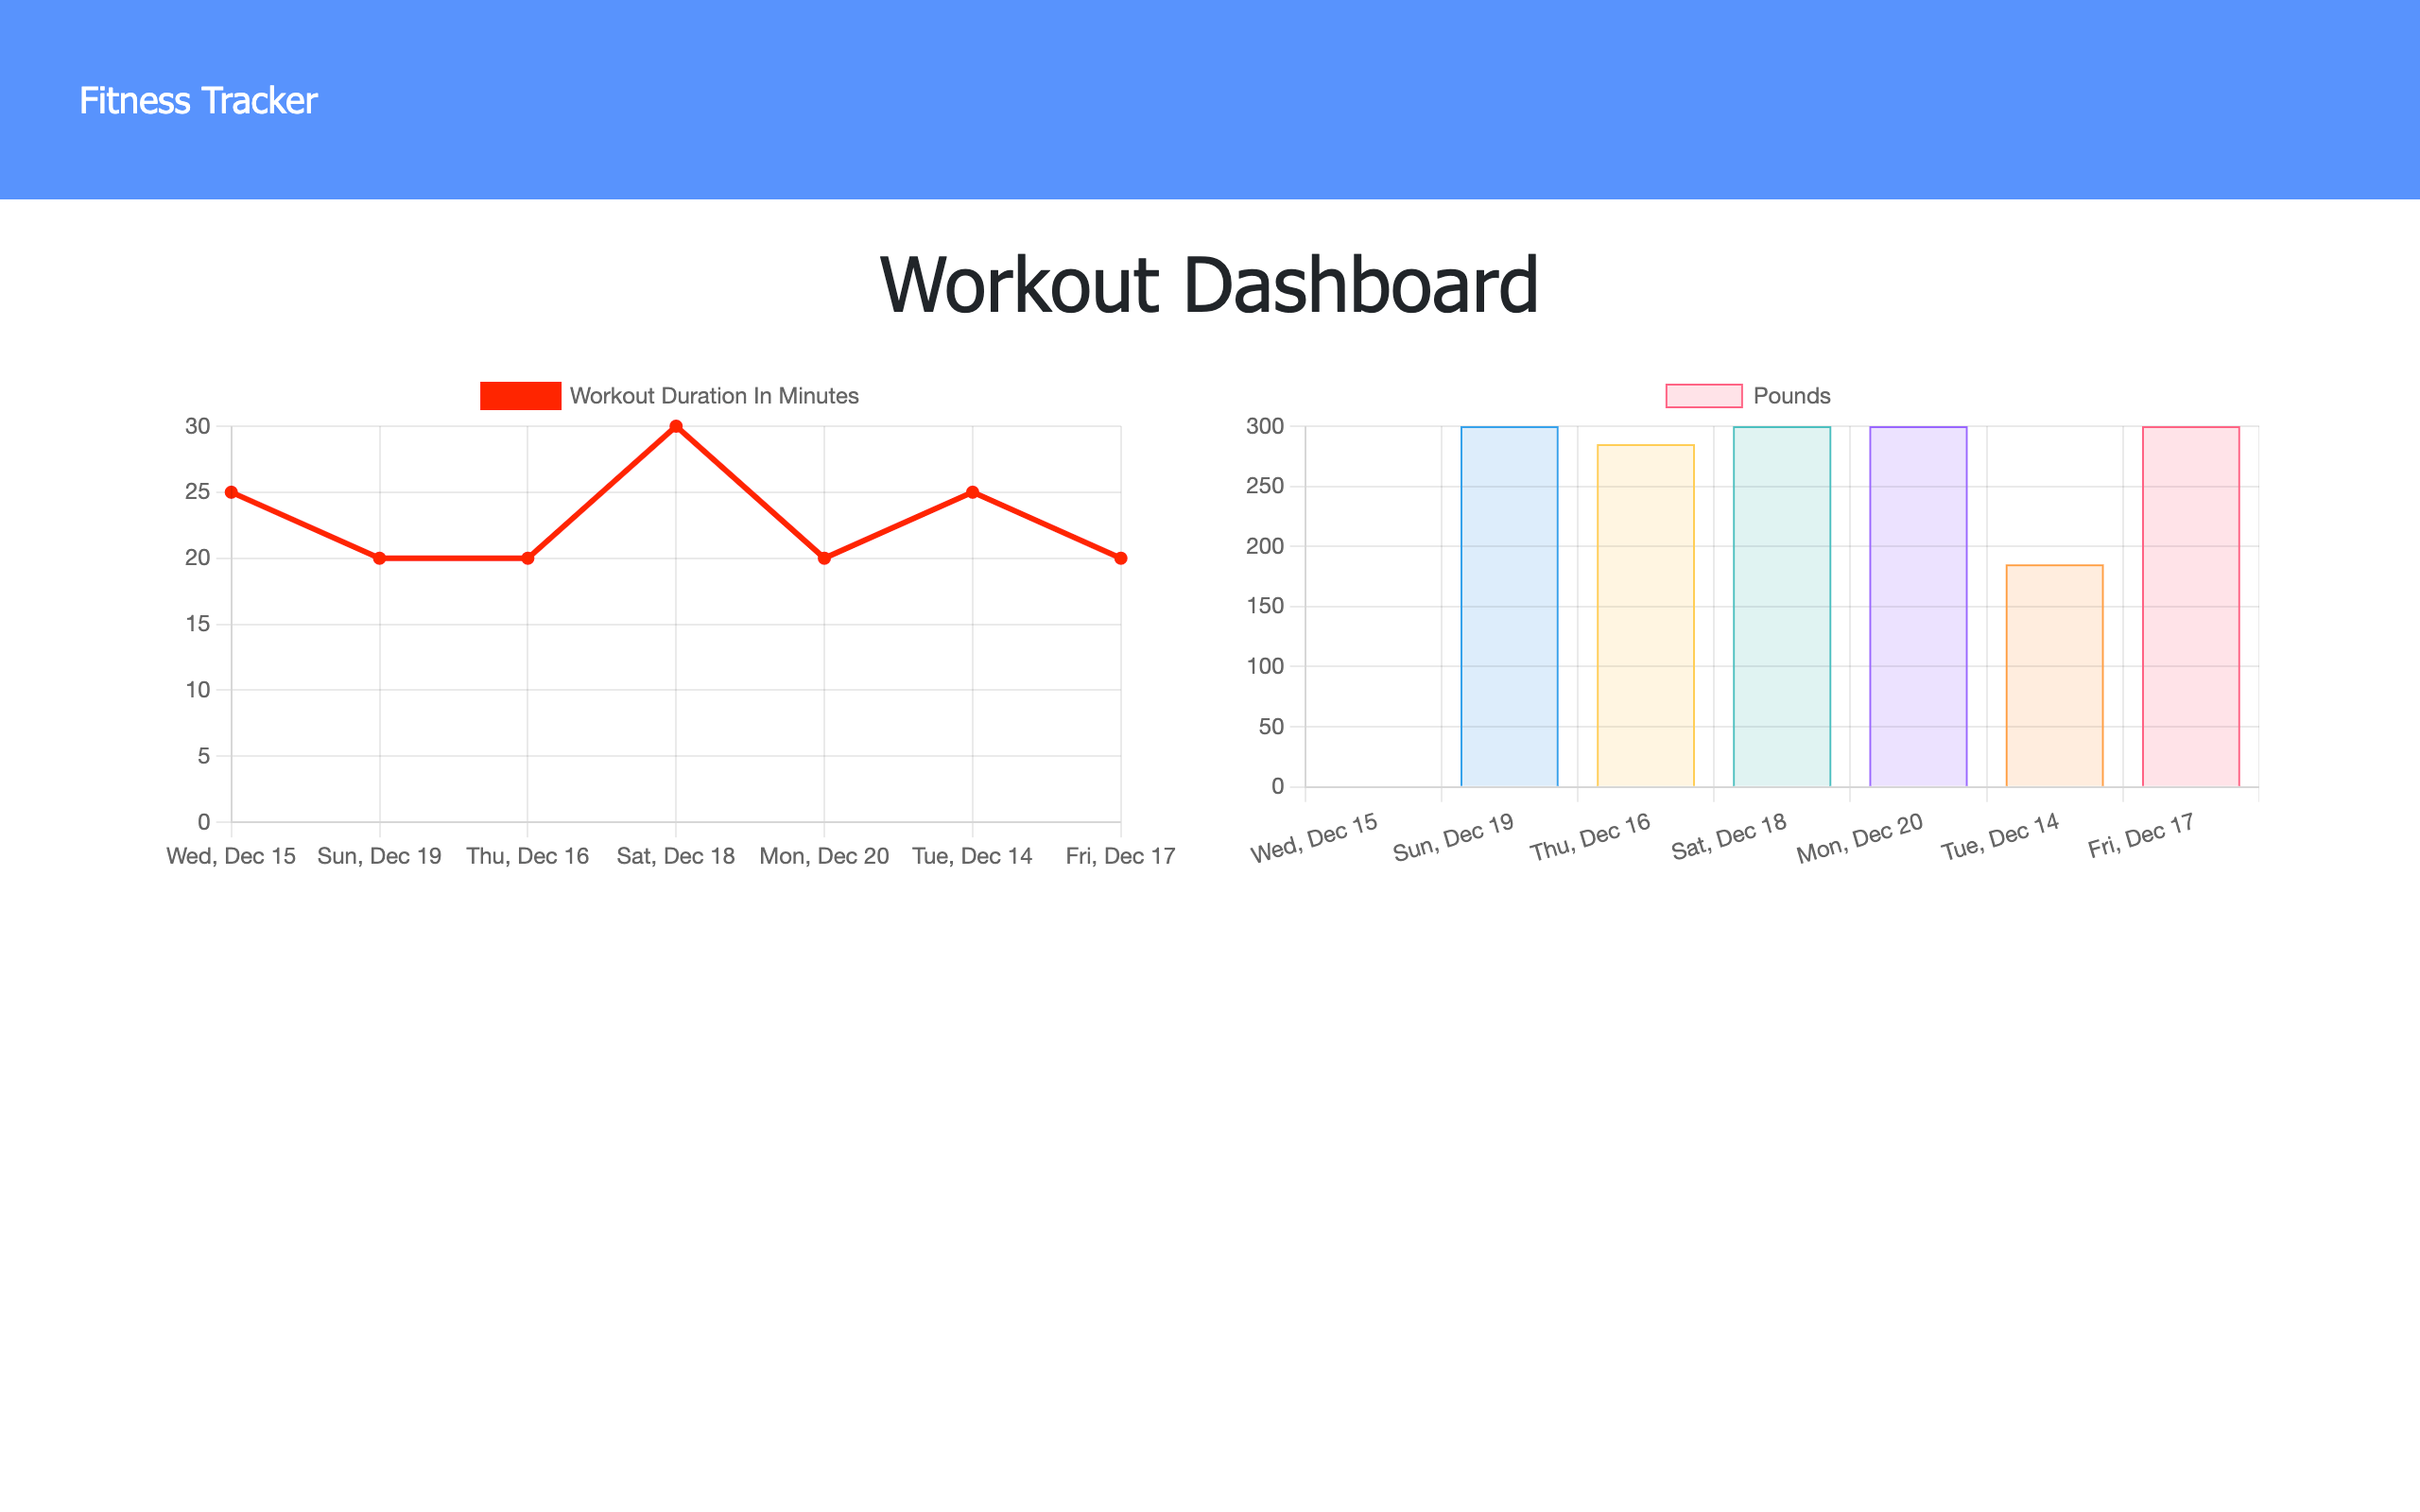 Fitness Tracker
Workout Dashboard
Workout Duration In Minutes
30
25
20
15
10
5
0
Wed, Dec 15 Sun, Dec 19 Thu, Dec 16 Sat, Dec 18 Mon, Dec 20 Tue, Dec 14 Fri, Dec 17
Pounds
300
250
200
150
100
50
0
Wed, Dec 15 Sun, Dec 19 Thu, Dec 16 Sat, Dec 18 Mon, Dec 20 Tue, Dec 14 Fri, Dec 17